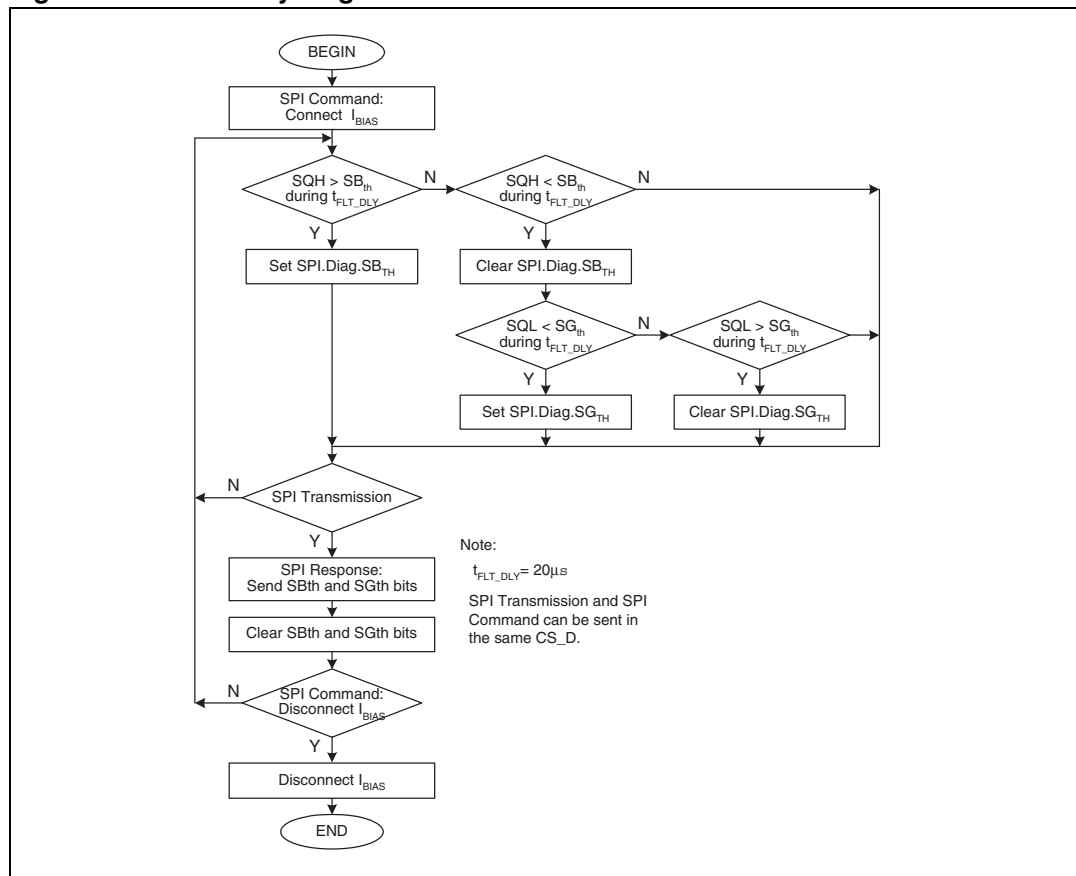 BEGIN
SPI Command:
Connect I_BIAS
SQH > SB_th
during t_FLT_DLY
N
Y
SQH < SB_th
during t_FLT_DLY
N
Y
Set SPI.Diag.SB_TH
Clear SPI.Diag.SB_TH
SQL < SG_th
during t_FLT_DLY
N
Y
SQL > SG_th
during t_FLT_DLY
Y
Set SPI.Diag.SG_TH
Clear SPI.Diag.SG_TH
N
SPI Transmission
Y
SPI Response:
Send SBth and SGth bits
Clear SBth and SGth bits
Note:
t_FLT_DLY= 20µs
SPI Transmission and SPI
Command can be sent in
the same CS_D.
N
SPI Command:
Disconnect I_BIAS
Y
Disconnect I_BIAS
END